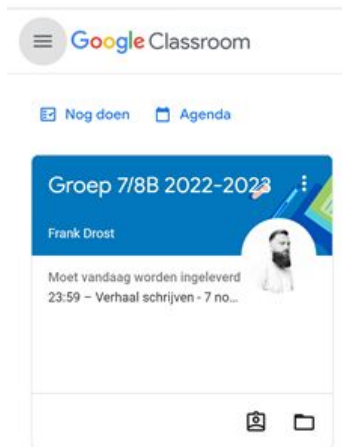 Google Classroom
Nog doen Agenda
Groep 7/8B 2022-2023
Frank Drost
Moet vandaag worden ingeleverd
23:59 – Verhaal schrijven - 7 no...